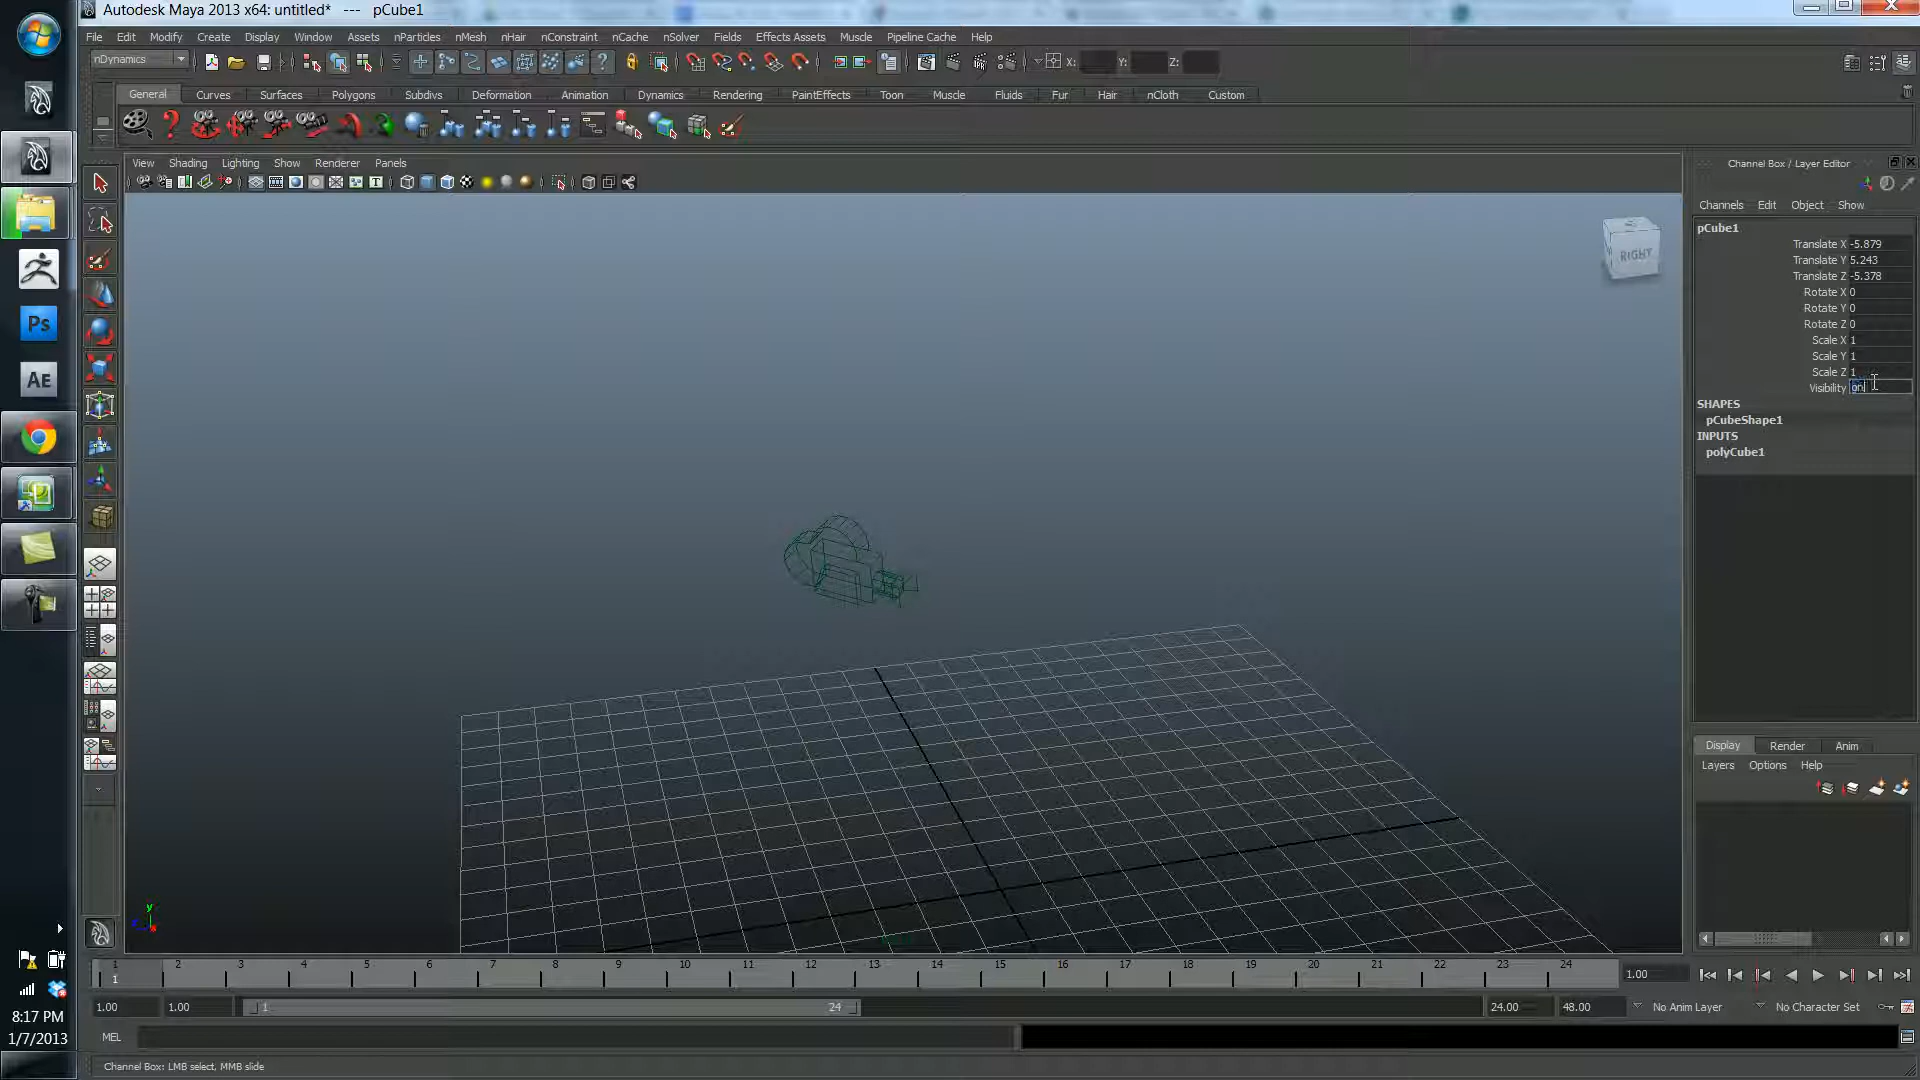 Autodesk Maya 2013 x64: untitled*   ---   pCube1
File Edit Modify Create Display Window Assets nParticles nMesh nHair nConstraint nCache nSolver Fields Effects Assets Muscle Pipeline Cache Help
nDynamics X: Y: Z:
General Curves Surfaces Polygons Subdivs Deformation Animation Dynamics Rendering PaintEffects Toon Muscle Fluids Fur Hair nCloth Custom
View Shading Lighting Show Renderer Panels
Channel Box / Layer Editor
Channels Edit Object Show
pCube1
Translate X -5.879
Translate Y 5.243
Translate Z -5.378
Rotate X 0
Rotate Y 0
Rotate Z 0
Scale X 1
Scale Y 1
Scale Z 1
Visibility on
SHAPES
pCubeShape1
INPUTS
polyCube1
RIGHT
Ps
AE
Display Render Anim
Layers Options Help
y
1 2 3 4 5 6 7 8 9 10 11 12 13 14 15 16 17 18 19 20 21 22 23 24
1
1.00
1.00 1.00 1 24 24.00 48.00 No Anim Layer No Character Set
MEL
Channel Box: LMB select, MMB slide
8:17 PM
1/7/2013